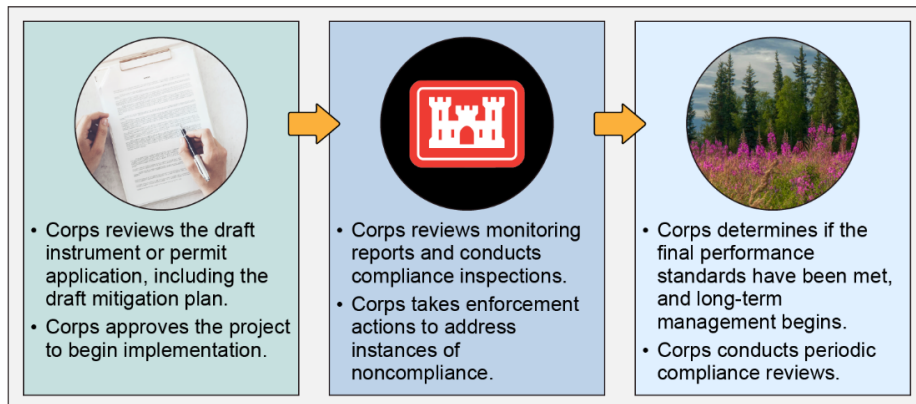 • Corps reviews the draft
instrument or permit
application, including the
draft mitigation plan.
• Corps approves the project
to begin implementation.
• Corps reviews monitoring
reports and conducts
compliance inspections.
• Corps takes enforcement
actions to address
instances of
noncompliance.
• Corps determines if the
final performance
standards have been met,
and long-term
management begins.
• Corps conducts periodic
compliance reviews.